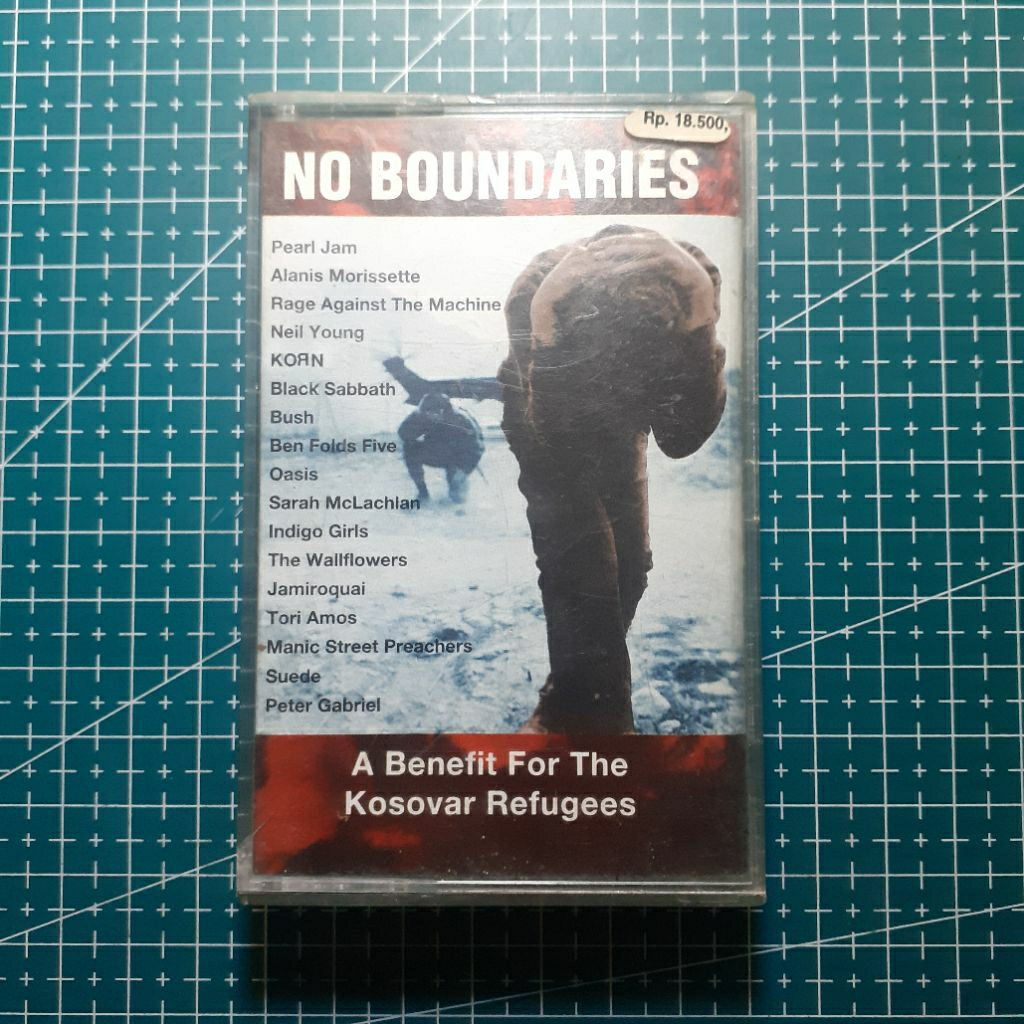 Rp. 18.500,
NO BOUNDARIES
Pearl Jam
Alanis Morissette
Rage Against The Machine
Neil Young
KOЯN
Black Sabbath
Bush
Ben Folds Five
Oasis
Sarah McLachlan
Indigo Girls
The Wallflowers
Jamiroquai
Tori Amos
Manic Street Preachers
Suede
Peter Gabriel
A Benefit For The
Kosovar Refugees